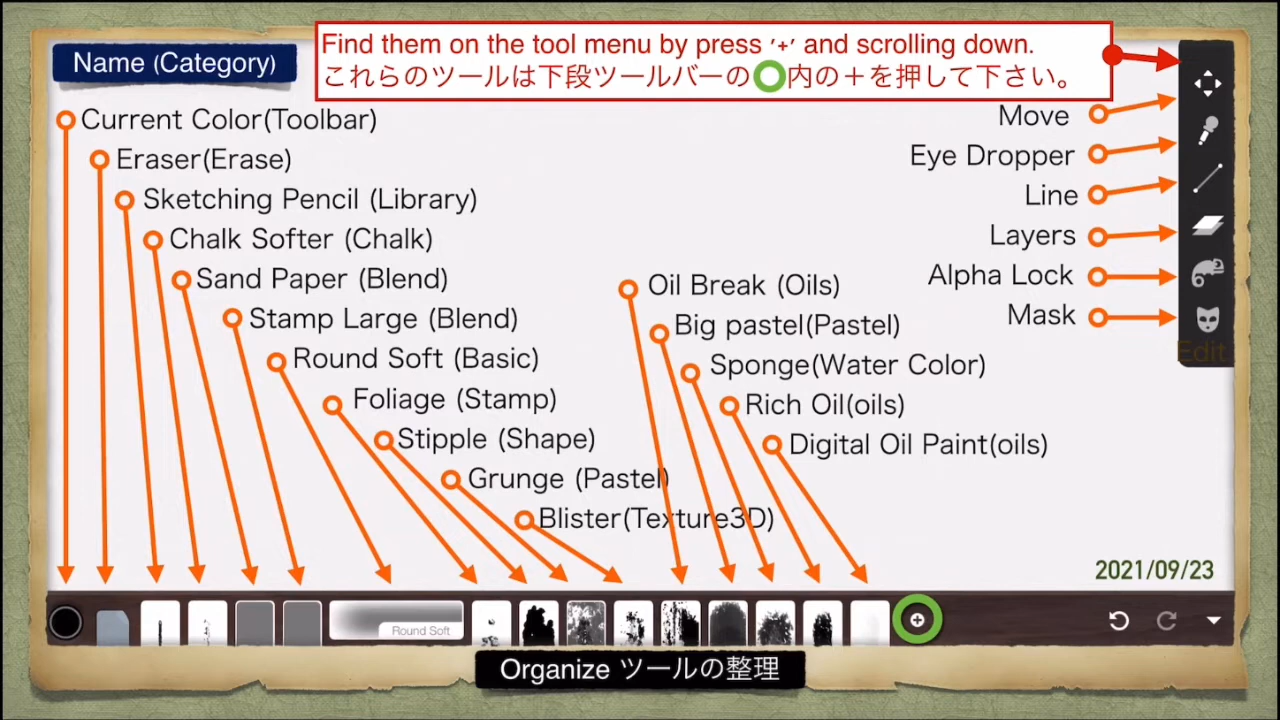 Name (Category)
Find them on the tool menu by press '+' and scrolling down.
これらのツールは下段ツールバーの○内の＋を押して下さい。
Current Color(Toolbar)
Eraser(Erase)
Sketching Pencil (Library)
Chalk Softer (Chalk)
Sand Paper (Blend)
Stamp Large (Blend)
Round Soft (Basic)
Foliage (Stamp)
Stipple (Shape)
Grunge (Pastel)
Blister(Texture3D)
Oil Break (Oils)
Big pastel(Pastel)
Sponge(Water Color)
Rich Oil(oils)
Digital Oil Paint(oils)
Move
Eye Dropper
Line
Layers
Alpha Lock
Mask
Edit
2021/09/23
Round Soft
Organize ツールの整理